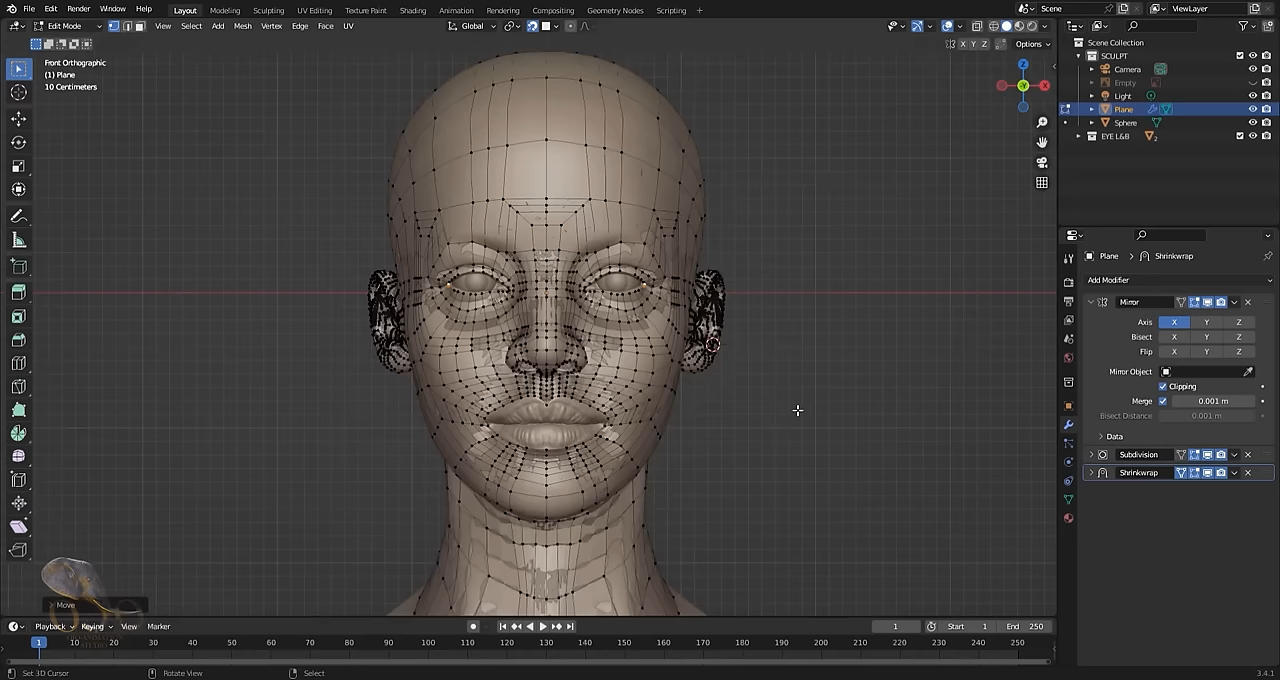 File Edit Render Window Help Layout Modeling Sculpting UV Editing Texture Paint Shading Animation Rendering Compositing Geometry Nodes Scripting + Scene ViewLayer
Edit Mode View Select Add Mesh Vertex Edge Face UV Global
X Y Z Options
Front Orthographic
(1) Plane
10 Centimeters
Z
Y X
Scene Collection
SCULPT
Camera
Empty
Light
Plane
Sphere
EYE L&B 2
Plane > Shrinkwrap
Add Modifier
Mirror
Axis X Y Z
Bisect X Y Z
Flip X Y Z
Mirror Object
Clipping
Merge 0.001 m
Bisect Distance 0.001 m
Data
Subdivision
Shrinkwrap
Move
Playback Keying View Marker 1 Start 1 End 250
1 10 20 30 40 50 60 70 80 90 100 110 120 130 140 150 160 170 180 190 200 210 220 230 240 250
Set 3D Cursor Rotate View Select 3.4.1